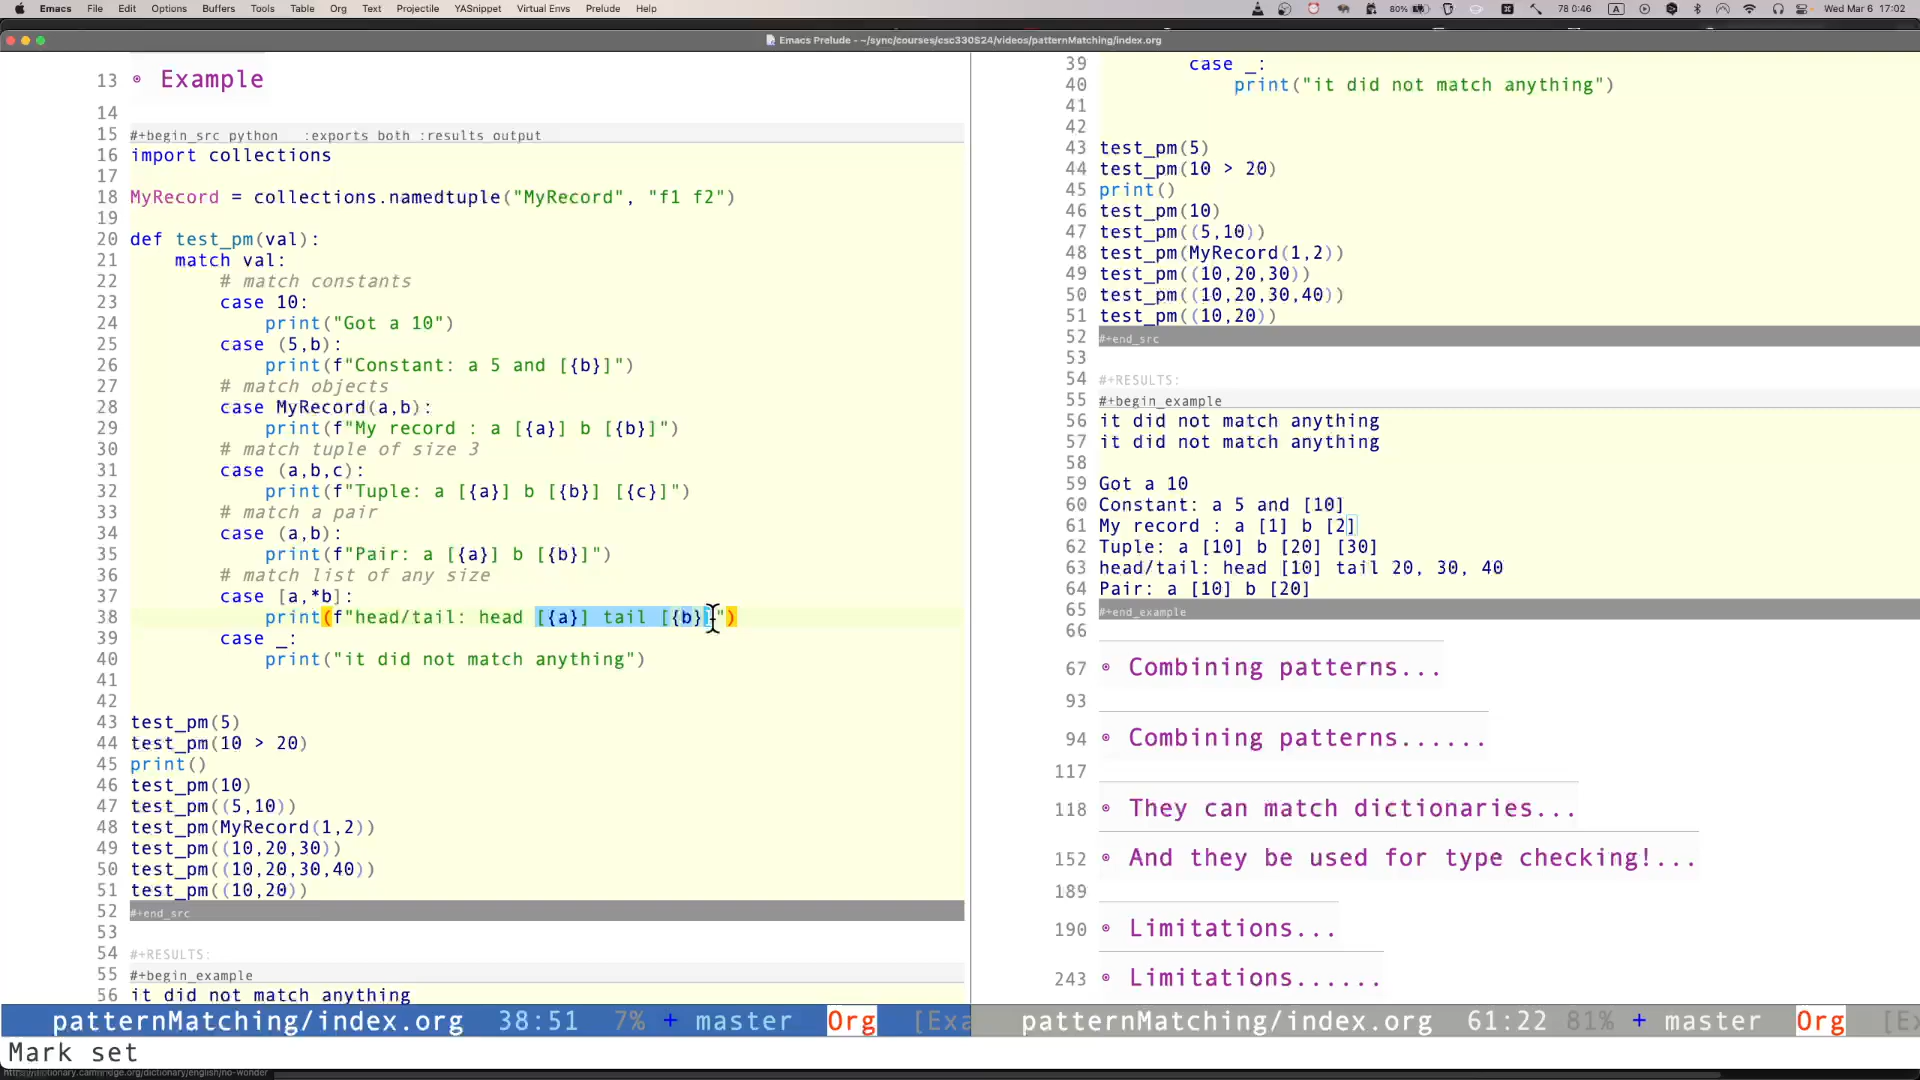 Emacs File Edit Options Buffers Tools Table Org Text Projectile YASnippet Virtual Envs Prelude Help 80% 78 0:46 A Wed Mar 6 17:02
Emacs Prelude - ~/sync/courses/csc330S24/videos/patternMatching/index.org
13 Example
14
15 #+begin_src python :exports both :results output
16 import collections
17
18 MyRecord = collections.namedtuple("MyRecord", "f1 f2")
19
20 def test_pm(val):
21 match val:
22 # match constants
23 case 10:
24 print("Got a 10")
25 case (5,b):
26 print(f"Constant: a 5 and [{b}]")
27 # match objects
28 case MyRecord(a,b):
29 print(f"My record : a [{a}] b [{b}]")
30 # match tuple of size 3
31 case (a,b,c):
32 print(f"Tuple: a [{a}] b [{b}] [{c}]")
33 # match a pair
34 case (a,b):
35 print(f"Pair: a [{a}] b [{b}]")
36 # match list of any size
37 case [a,*b]:
38 print(f"head/tail: head [{a}] tail [{b}]")
39 case _:
40 print("it did not match anything")
41
42
43 test_pm(5)
44 test_pm(10 > 20)
45 print()
46 test_pm(10)
47 test_pm((5,10))
48 test_pm(MyRecord(1,2))
49 test_pm((10,20,30))
50 test_pm((10,20,30,40))
51 test_pm((10,20))
52 #+end_src
53
54 #+RESULTS:
55 #+begin_example
56 it did not match anything
39 case _:
40 print("it did not match anything")
41
42
43 test_pm(5)
44 test_pm(10 > 20)
45 print()
46 test_pm(10)
47 test_pm((5,10))
48 test_pm(MyRecord(1,2))
49 test_pm((10,20,30))
50 test_pm((10,20,30,40))
51 test_pm((10,20))
52 #+end_src
53
54 #+RESULTS:
55 #+begin_example
56 it did not match anything
57 it did not match anything
58
59 Got a 10
60 Constant: a 5 and [10]
61 My record : a [1] b [2]
62 Tuple: a [10] b [20] [30]
63 head/tail: head [10] tail 20, 30, 40
64 Pair: a [10] b [20]
65 #+end_example
66
67 Combining patterns...
93
94 Combining patterns......
117
118 They can match dictionaries...
152 And they be used for type checking!...
189
190 Limitations...
243 Limitations......
patternMatching/index.org 38:51 7% + master Org [Exa
patternMatching/index.org 61:22 81% + master Org [Ex
Mark set
https://dictionary.cambridge.org/dictionary/english/no-wonder